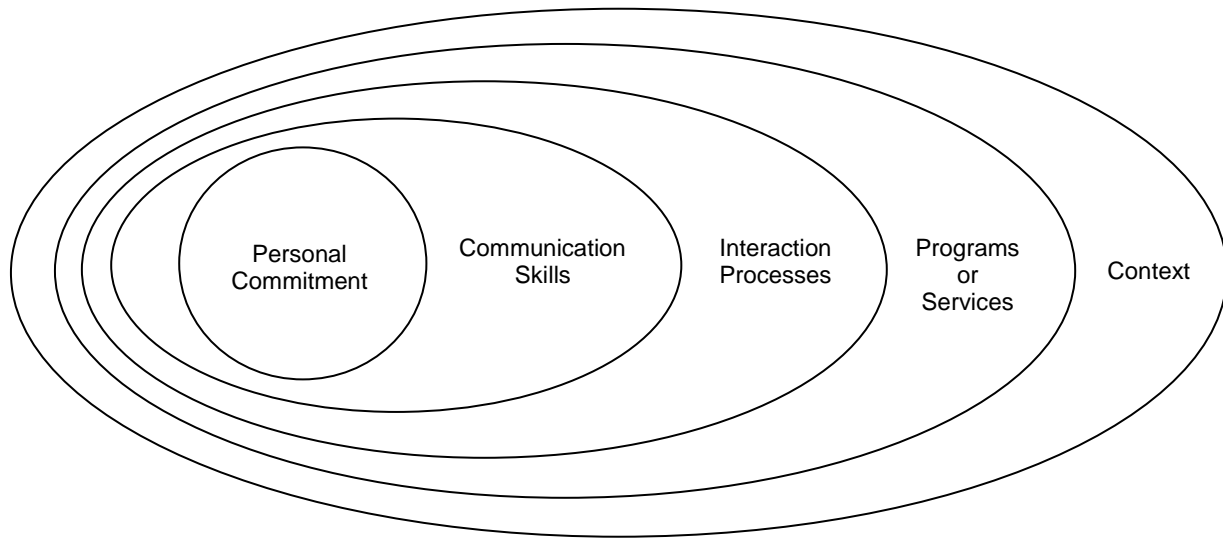 Personal
Commitment
Communication
Skills
Interaction
Processes
Programs
or
Services
Context